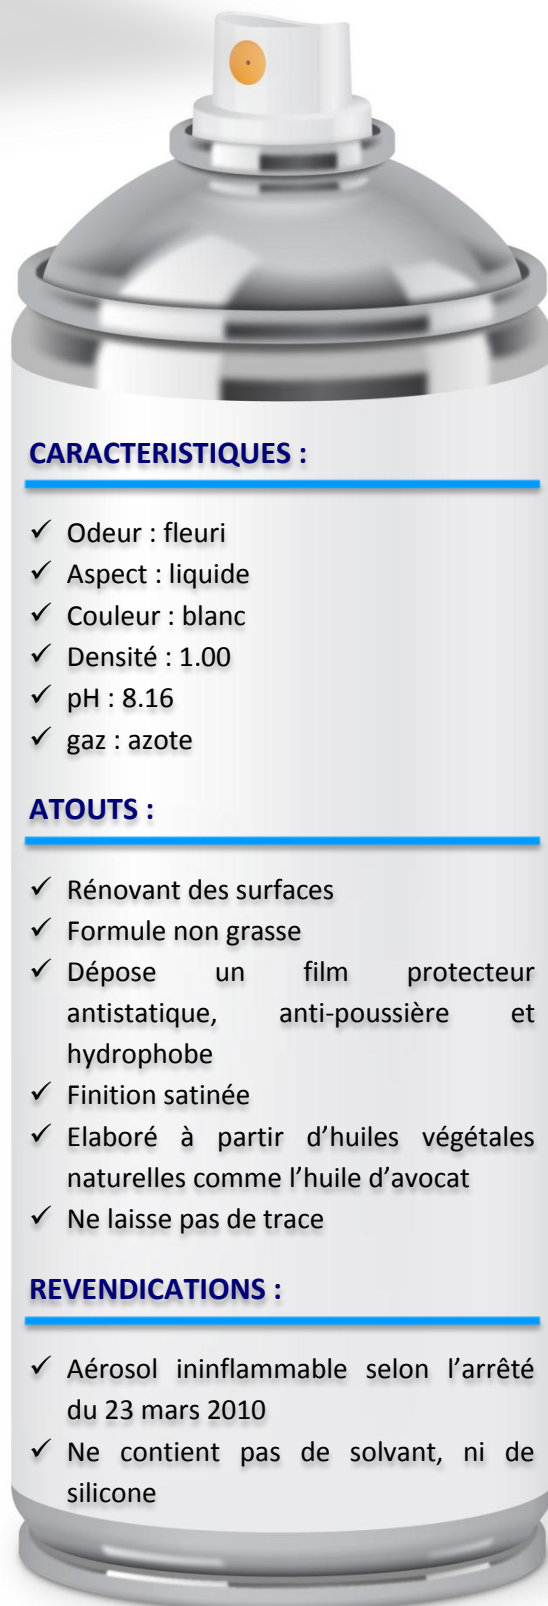 CARACTERISTIQUES :
✓ Odeur : fleuri
✓ Aspect : liquide
✓ Couleur : blanc
✓ Densité : 1.00
✓ pH : 8.16
✓ gaz : azote
ATOUTS :
✓ Rénovant des surfaces
✓ Formule non grasse
✓ Dépose un film protecteur
antistatique, anti-poussière et
hydrophobe
✓ Finition satinée
✓ Elaboré à partir d’huiles végétales
naturelles comme l’huile d’avocat
✓ Ne laisse pas de trace
REVENDICATIONS :
✓ Aérosol ininflammable selon l’arrêté
du 23 mars 2010
✓ Ne contient pas de solvant, ni de
silicone